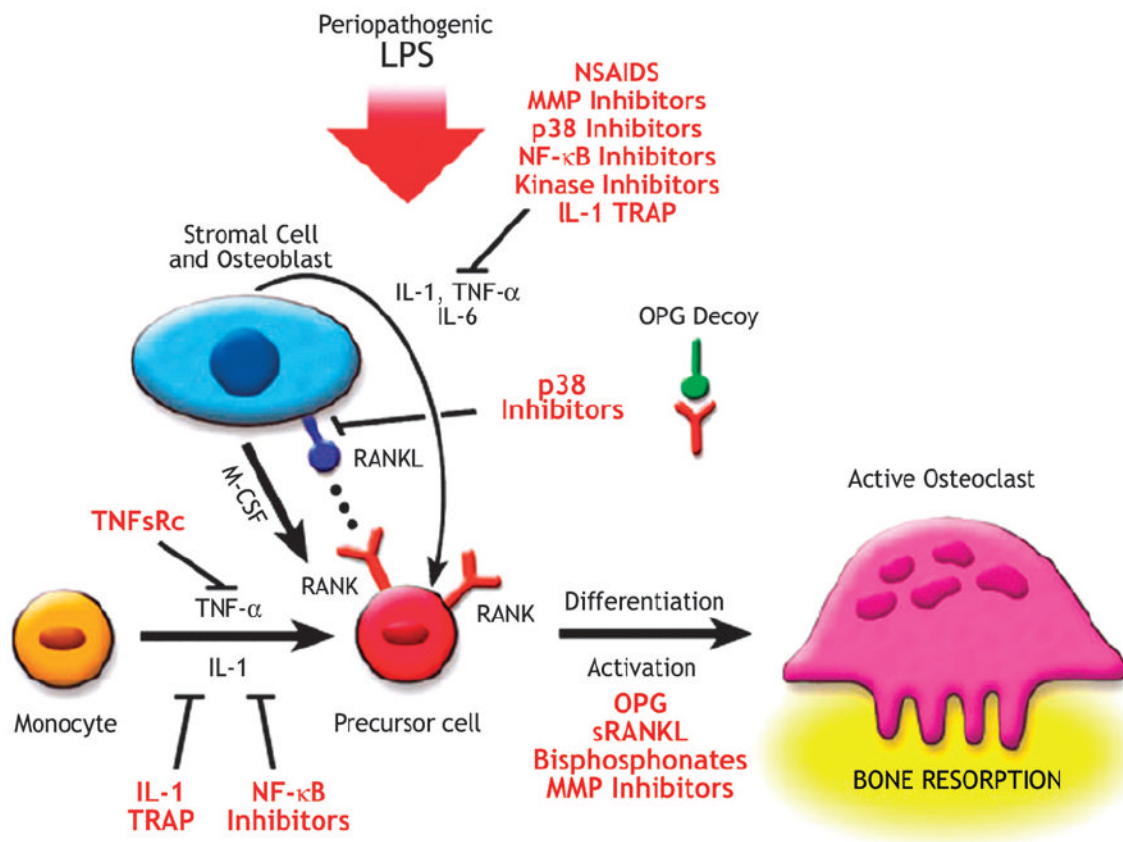 Periopathogenic
LPS
NSAIDS
MMP Inhibitors
p38 Inhibitors
NF-κB Inhibitors
Kinase Inhibitors
IL-1 TRAP
Stromal Cell
and Osteoblast
IL-1, TNF-α
IL-6
OPG Decoy
p38
Inhibitors
RANKL
M-CSF
Active Osteoclast
TNFsRc
RANK
TNF-α
RANK
Differentiation
IL-1
Activation
Monocyte
Precursor cell
OPG
sRANKL
Bisphosphonates
MMP Inhibitors
BONE RESORPTION
IL-1
TRAP
NF-κB
Inhibitors